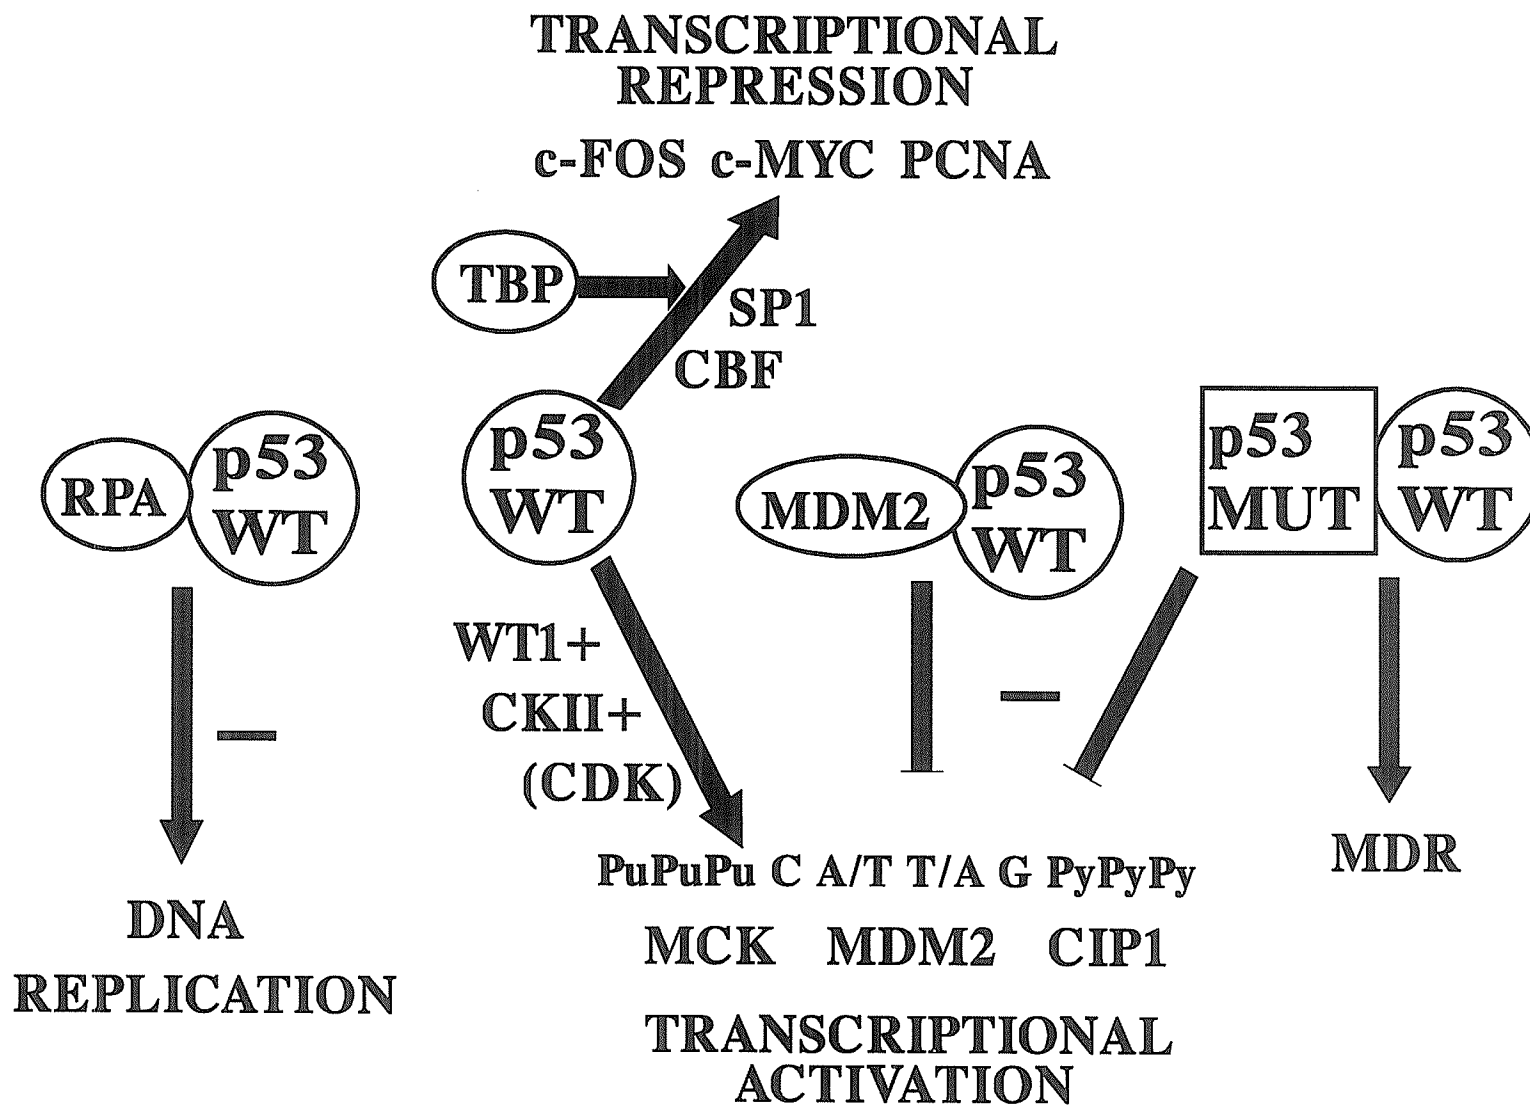 TRANSCRIPTIONAL
REPRESSION
c-FOS c-MYC PCNA
TBP
SP1
CBF
RPA
p53
WT
p53
WT
MDM2
p53
WT
p53
MUT
p53
WT
WT1+
CKII+
(CDK)
DNA
REPLICATION
PuPuPu C A/T T/A G PyPyPy
MCK MDM2 CIP1
TRANSCRIPTIONAL
ACTIVATION
MDR